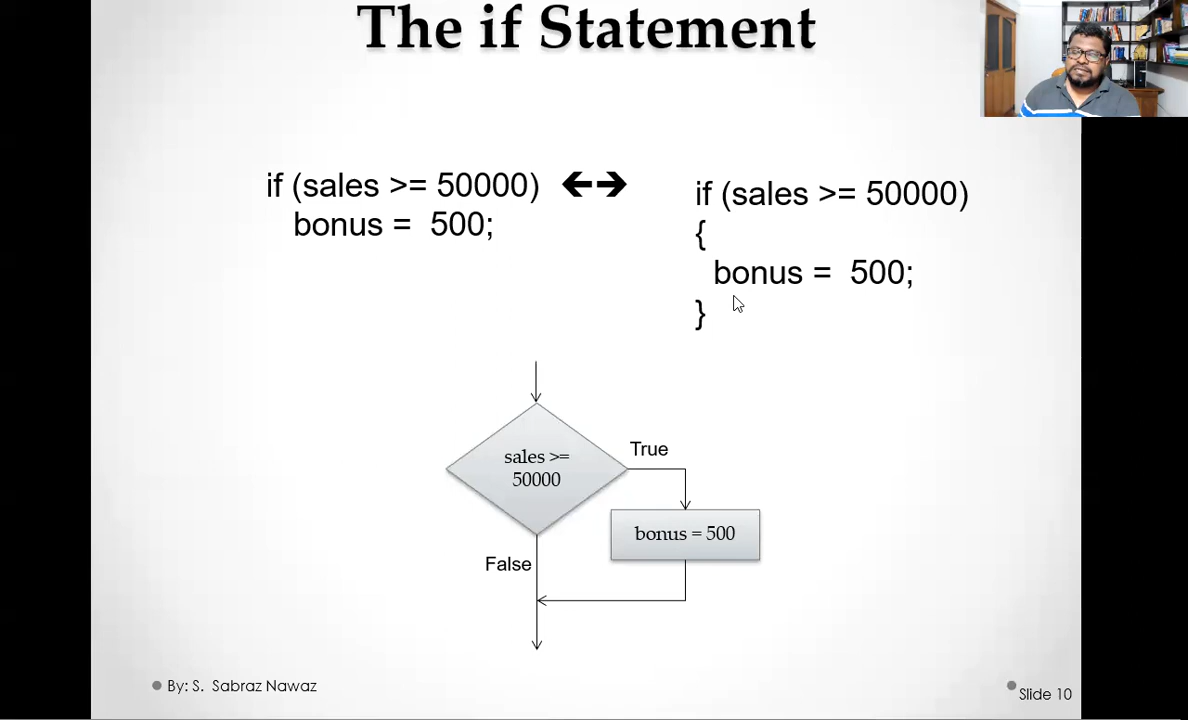 The if Statement
if (sales >= 50000)
bonus = 500;
if (sales >= 50000)
{
bonus = 500;
}
sales >=
50000
True
bonus = 500
False
By: S. Sabraz Nawaz
Slide 10